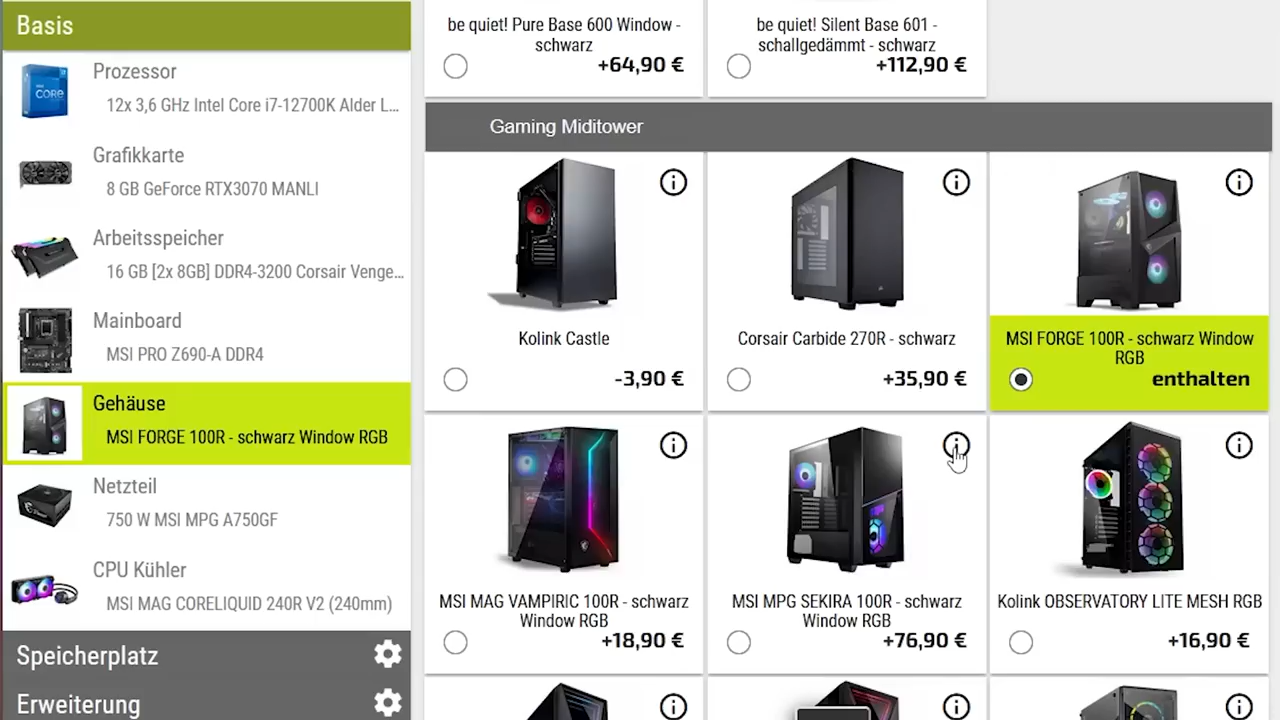 Basis
Prozessor
12x 3,6 GHz Intel Core i7-12700K Alder L...
Grafikkarte
8 GB GeForce RTX3070 MANLI
Arbeitsspeicher
16 GB [2x 8GB] DDR4-3200 Corsair Venge...
Mainboard
MSI PRO Z690-A DDR4
Gehäuse
MSI FORGE 100R - schwarz Window RGB
Netzteil
750 W MSI MPG A750GF
CPU Kühler
MSI MAG CORELIQUID 240R V2 (240mm)
Speicherplatz
Erweiterung
be quiet! Pure Base 600 Window -
schwarz
+64,90 €
be quiet! Silent Base 601 -
schallgedämmt - schwarz
+112,90 €
Gaming Miditower
Kolink Castle
-3,90 €
Corsair Carbide 270R - schwarz
+35,90 €
MSI FORGE 100R - schwarz Window
RGB
enthalten
MSI MAG VAMPIRIC 100R - schwarz
Window RGB
+18,90 €
MSI MPG SEKIRA 100R - schwarz
Window RGB
+76,90 €
Kolink OBSERVATORY LITE MESH RGB
+16,90 €